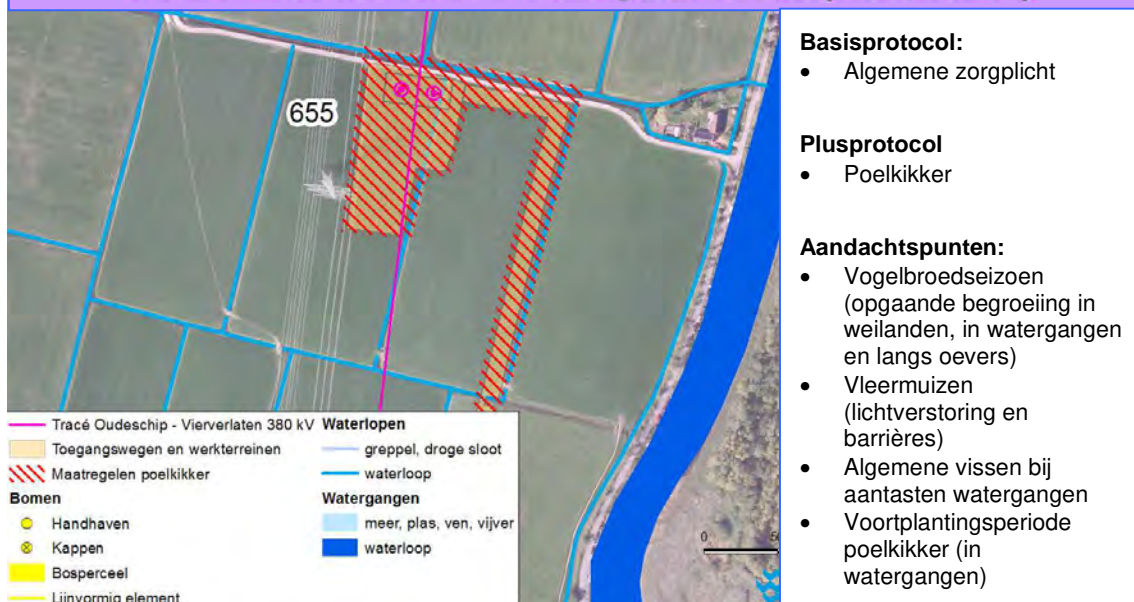 655
Tracé Oudeschip - Vierverlaten 380 kV
Toegangswegen en werkterreinen
Maatregelen poelkikker
Bomen
Handhaven
Kappen
Bosperceel
Lijnvormig element
Waterlopen
greppel, droge sloot
waterloop
Watergangen
meer, plas, ven, vijver
waterloop
0
Basisprotocol:
• Algemene zorgplicht
Plusprotocol
• Poelkikker
Aandachtspunten:
• Vogelbroedseizoen
(opgaande begroeiing in
weilanden, in watergangen
en langs oevers)
• Vleermuizen
(lichtverstoring en
barrières)
• Algemene vissen bij
aantasten watergangen
• Voortplantingsperiode
poelkikker (in
watergangen)